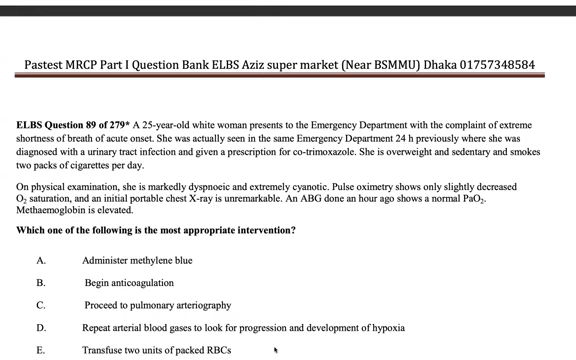 Pastest MRCP Part I Question Bank ELBS Aziz super market (Near BSMMU) Dhaka 01757348584
ELBS Question 89 of 279* A 25-year-old white woman presents to the Emergency Department with the complaint of extreme
shortness of breath of acute onset. She was actually seen in the same Emergency Department 24 h previously where she was
diagnosed with a urinary tract infection and given a prescription for co-trimoxazole. She is overweight and sedentary and smokes
two packs of cigarettes per day.
On physical examination, she is markedly dyspnoeic and extremely cyanotic. Pulse oximetry shows only slightly decreased
O₂ saturation, and an initial portable chest X-ray is unremarkable. An ABG done an hour ago shows a normal PaO₂.
Methaemoglobin is elevated.
Which one of the following is the most appropriate intervention?
A. Administer methylene blue
B. Begin anticoagulation
C. Proceed to pulmonary arteriography
D. Repeat arterial blood gases to look for progression and development of hypoxia
E. Transfuse two units of packed RBCs